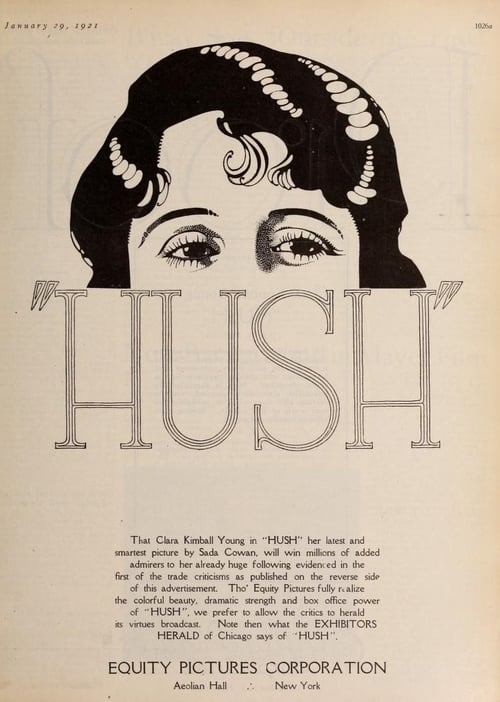 January 29, 1921
1026a
"HUSH"
That Clara Kimball Young in "HUSH" her latest and
smartest picture by Sada Cowan, will win millions of added
admirers to her already huge following evidenced in the
first of the trade criticisms as published on the reverse side
of this advertisement. Tho' Equity Pictures fully realize
the colorful beauty, dramatic strength and box office power
of "HUSH", we prefer to allow the critics to herald
its virtues broadcast. Note then what the EXHIBITORS
HERALD of Chicago says of "HUSH".
EQUITY PICTURES CORPORATION
Aeolian Hall ∴ New York